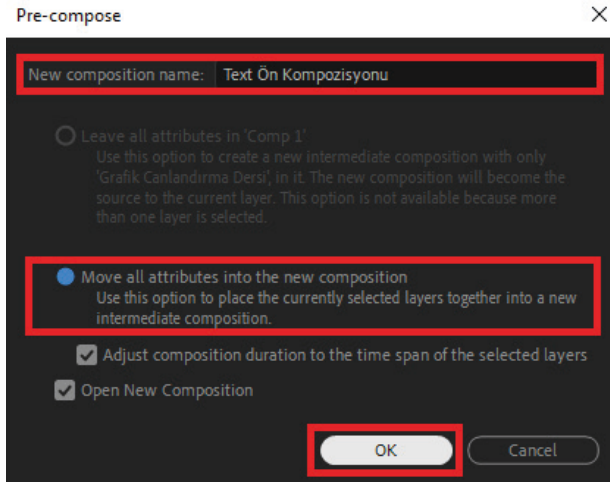 Pre-compose
New composition name: Text Ön Kompozisyonu
Leave all attributes in 'Comp 1'
Use this option to create a new intermediate composition with only
'Grafik Canlandırma Dersi', in it. The new composition will become the
source to the current layer. This option is not available because more
than one layer is selected.
Move all attributes into the new composition
Use this option to place the currently selected layers together into a new
intermediate composition.
Adjust composition duration to the time span of the selected layers
Open New Composition
OK
Cancel